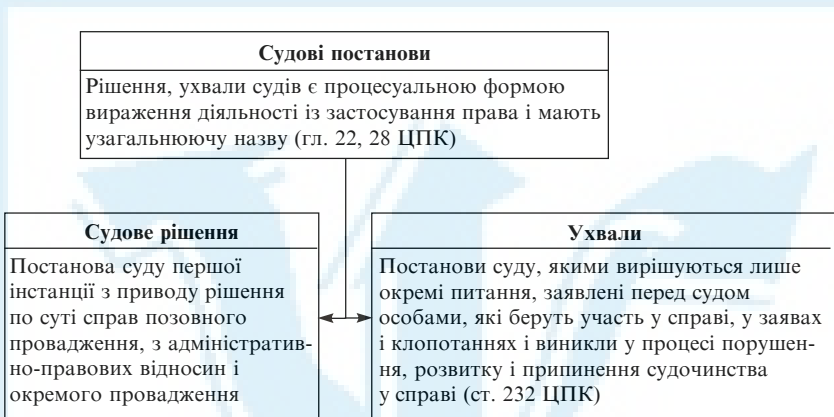 Судові постанови
Рішення, ухвали судів є процесуальною формою
вираження діяльності із застосування права і мають
узагальнюючу назву (гл. 22, 28 ЦПК)
Судове рішення
Постанова суду першої
інстанції з приводу рішення
по суті справ позовного
провадження, з адміністратив-
но-правових відносин і
окремого провадження
Ухвали
Постанови суду, якими вирішуються лише
окремі питання, заявлені перед судом
особами, які беруть участь у справі, у заявах
і клопотаннях і виникли у процесі порушен-
ня, розвитку і припинення судочинства
у справі (ст. 232 ЦПК)